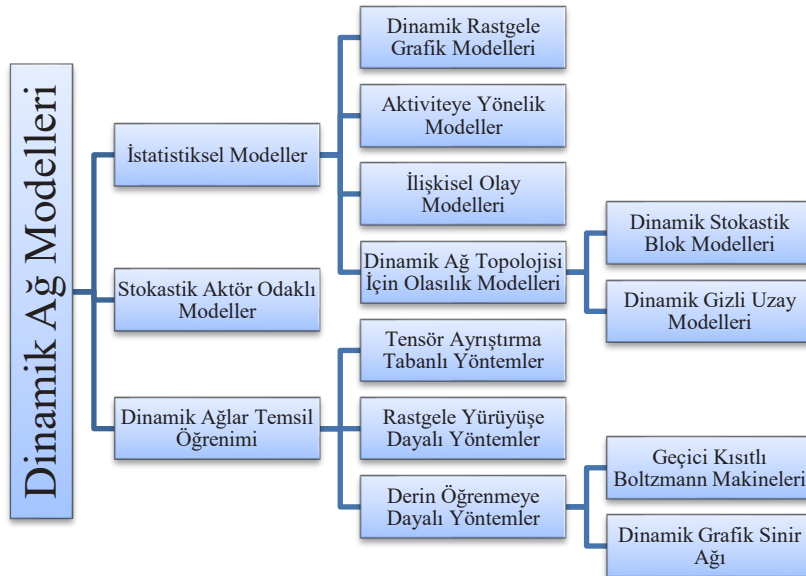 Dinamik Ağ Modelleri
İstatistiksel Modeller
Dinamik Rastgele
Grafik Modelleri
Aktiviteye Yönelik
Modeller
İlişkisel Olay
Modelleri
Dinamik Ağ Topolojisi
İçin Olasılık Modelleri
Dinamik Stokastik
Blok Modelleri
Dinamik Gizli Uzay
Modelleri
Stokastik Aktör Odaklı
Modeller
Dinamik Ağlar Temsil
Öğrenimi
Tensör Ayrıştırma
Tabanlı Yöntemler
Rastgele Yürüyüşe
Dayalı Yöntemler
Derin Öğrenmeye
Dayalı Yöntemler
Geçici Kısıtlı
Boltzmann Makineleri
Dinamik Grafik Sinir
Ağı